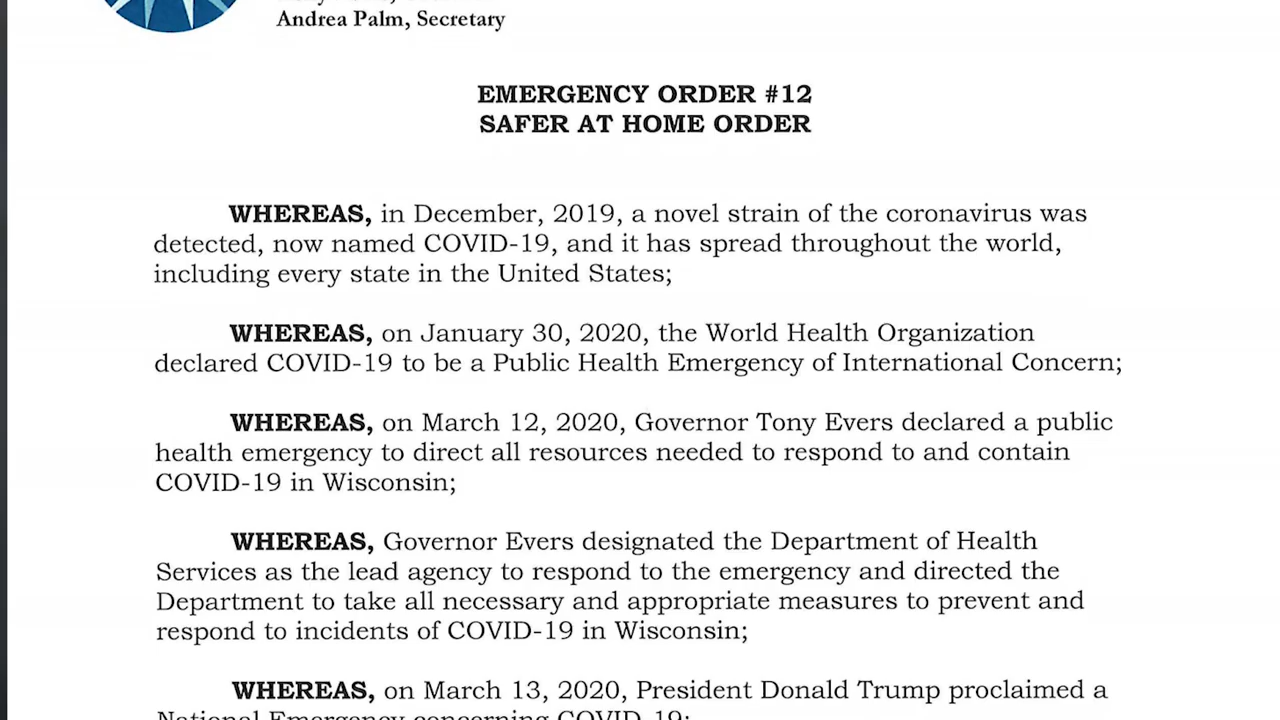 Andrea Palm, Secretary
EMERGENCY ORDER #12
SAFER AT HOME ORDER
WHEREAS, in December, 2019, a novel strain of the coronavirus was
detected, now named COVID-19, and it has spread throughout the world,
including every state in the United States;
WHEREAS, on January 30, 2020, the World Health Organization
declared COVID-19 to be a Public Health Emergency of International Concern;
WHEREAS, on March 12, 2020, Governor Tony Evers declared a public
health emergency to direct all resources needed to respond to and contain
COVID-19 in Wisconsin;
WHEREAS, Governor Evers designated the Department of Health
Services as the lead agency to respond to the emergency and directed the
Department to take all necessary and appropriate measures to prevent and
respond to incidents of COVID-19 in Wisconsin;
WHEREAS, on March 13, 2020, President Donald Trump proclaimed a
National Emergency concerning COVID-19;